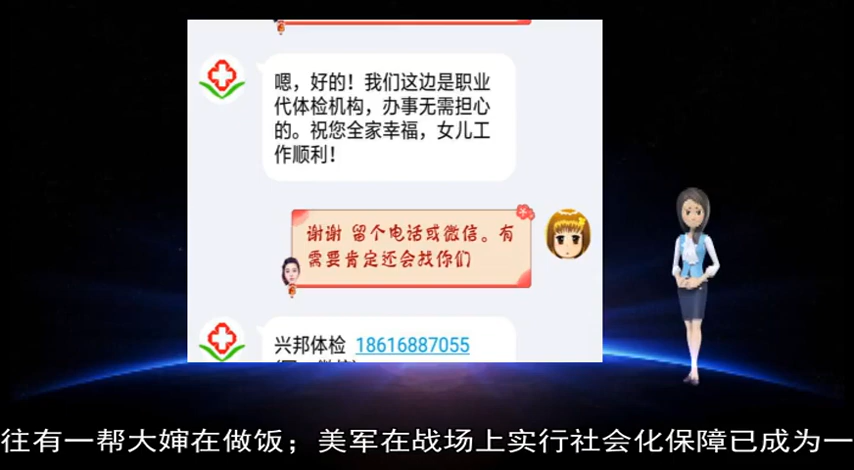 嗯，好的！我们这边是职业
代体检机构，办事无需担心
的。祝您全家幸福，女儿工
作顺利！
谢谢 留个电话或微信。有
需要肯定还会找你们
兴邦体检 18616887055
往有一帮大婶在做饭；美军在战场上实行社会化保障已成为一